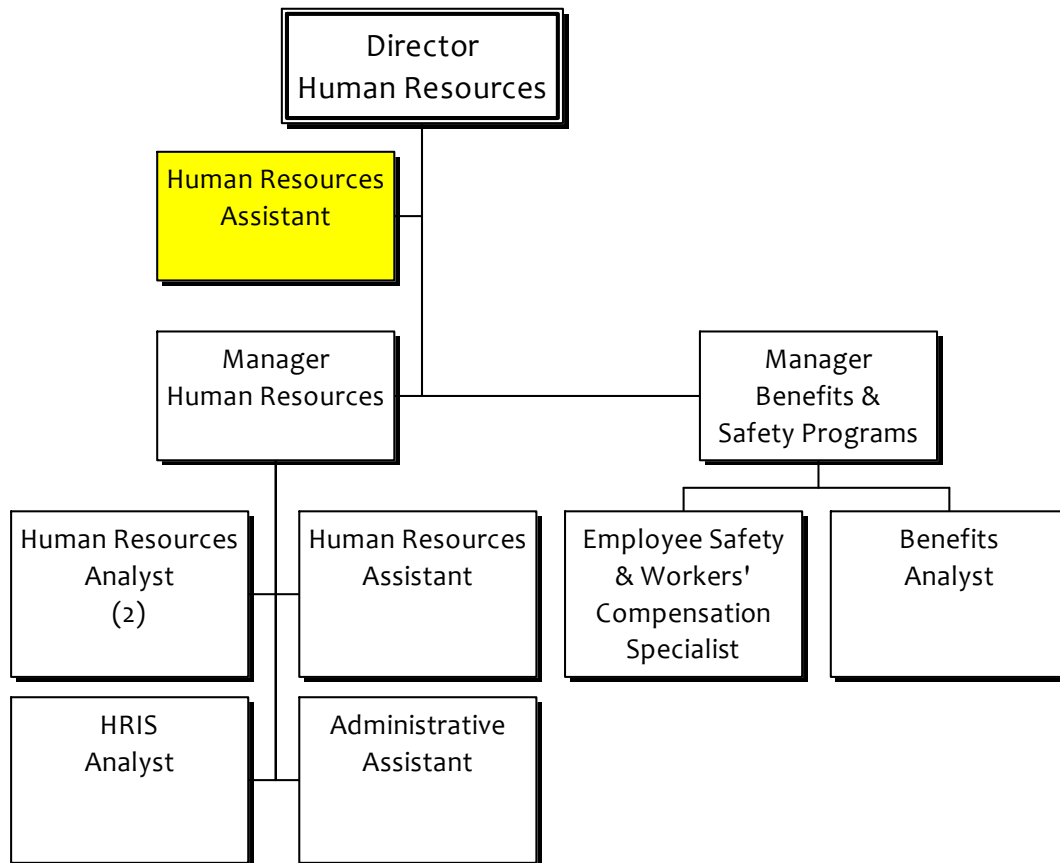 Director
Human Resources
Human Resources
Assistant
Manager
Human Resources
Manager
Benefits &
Safety Programs
Human Resources
Analyst
(2)
Human Resources
Assistant
Employee Safety
& Workers'
Compensation
Specialist
Benefits
Analyst
HRIS
Analyst
Administrative
Assistant